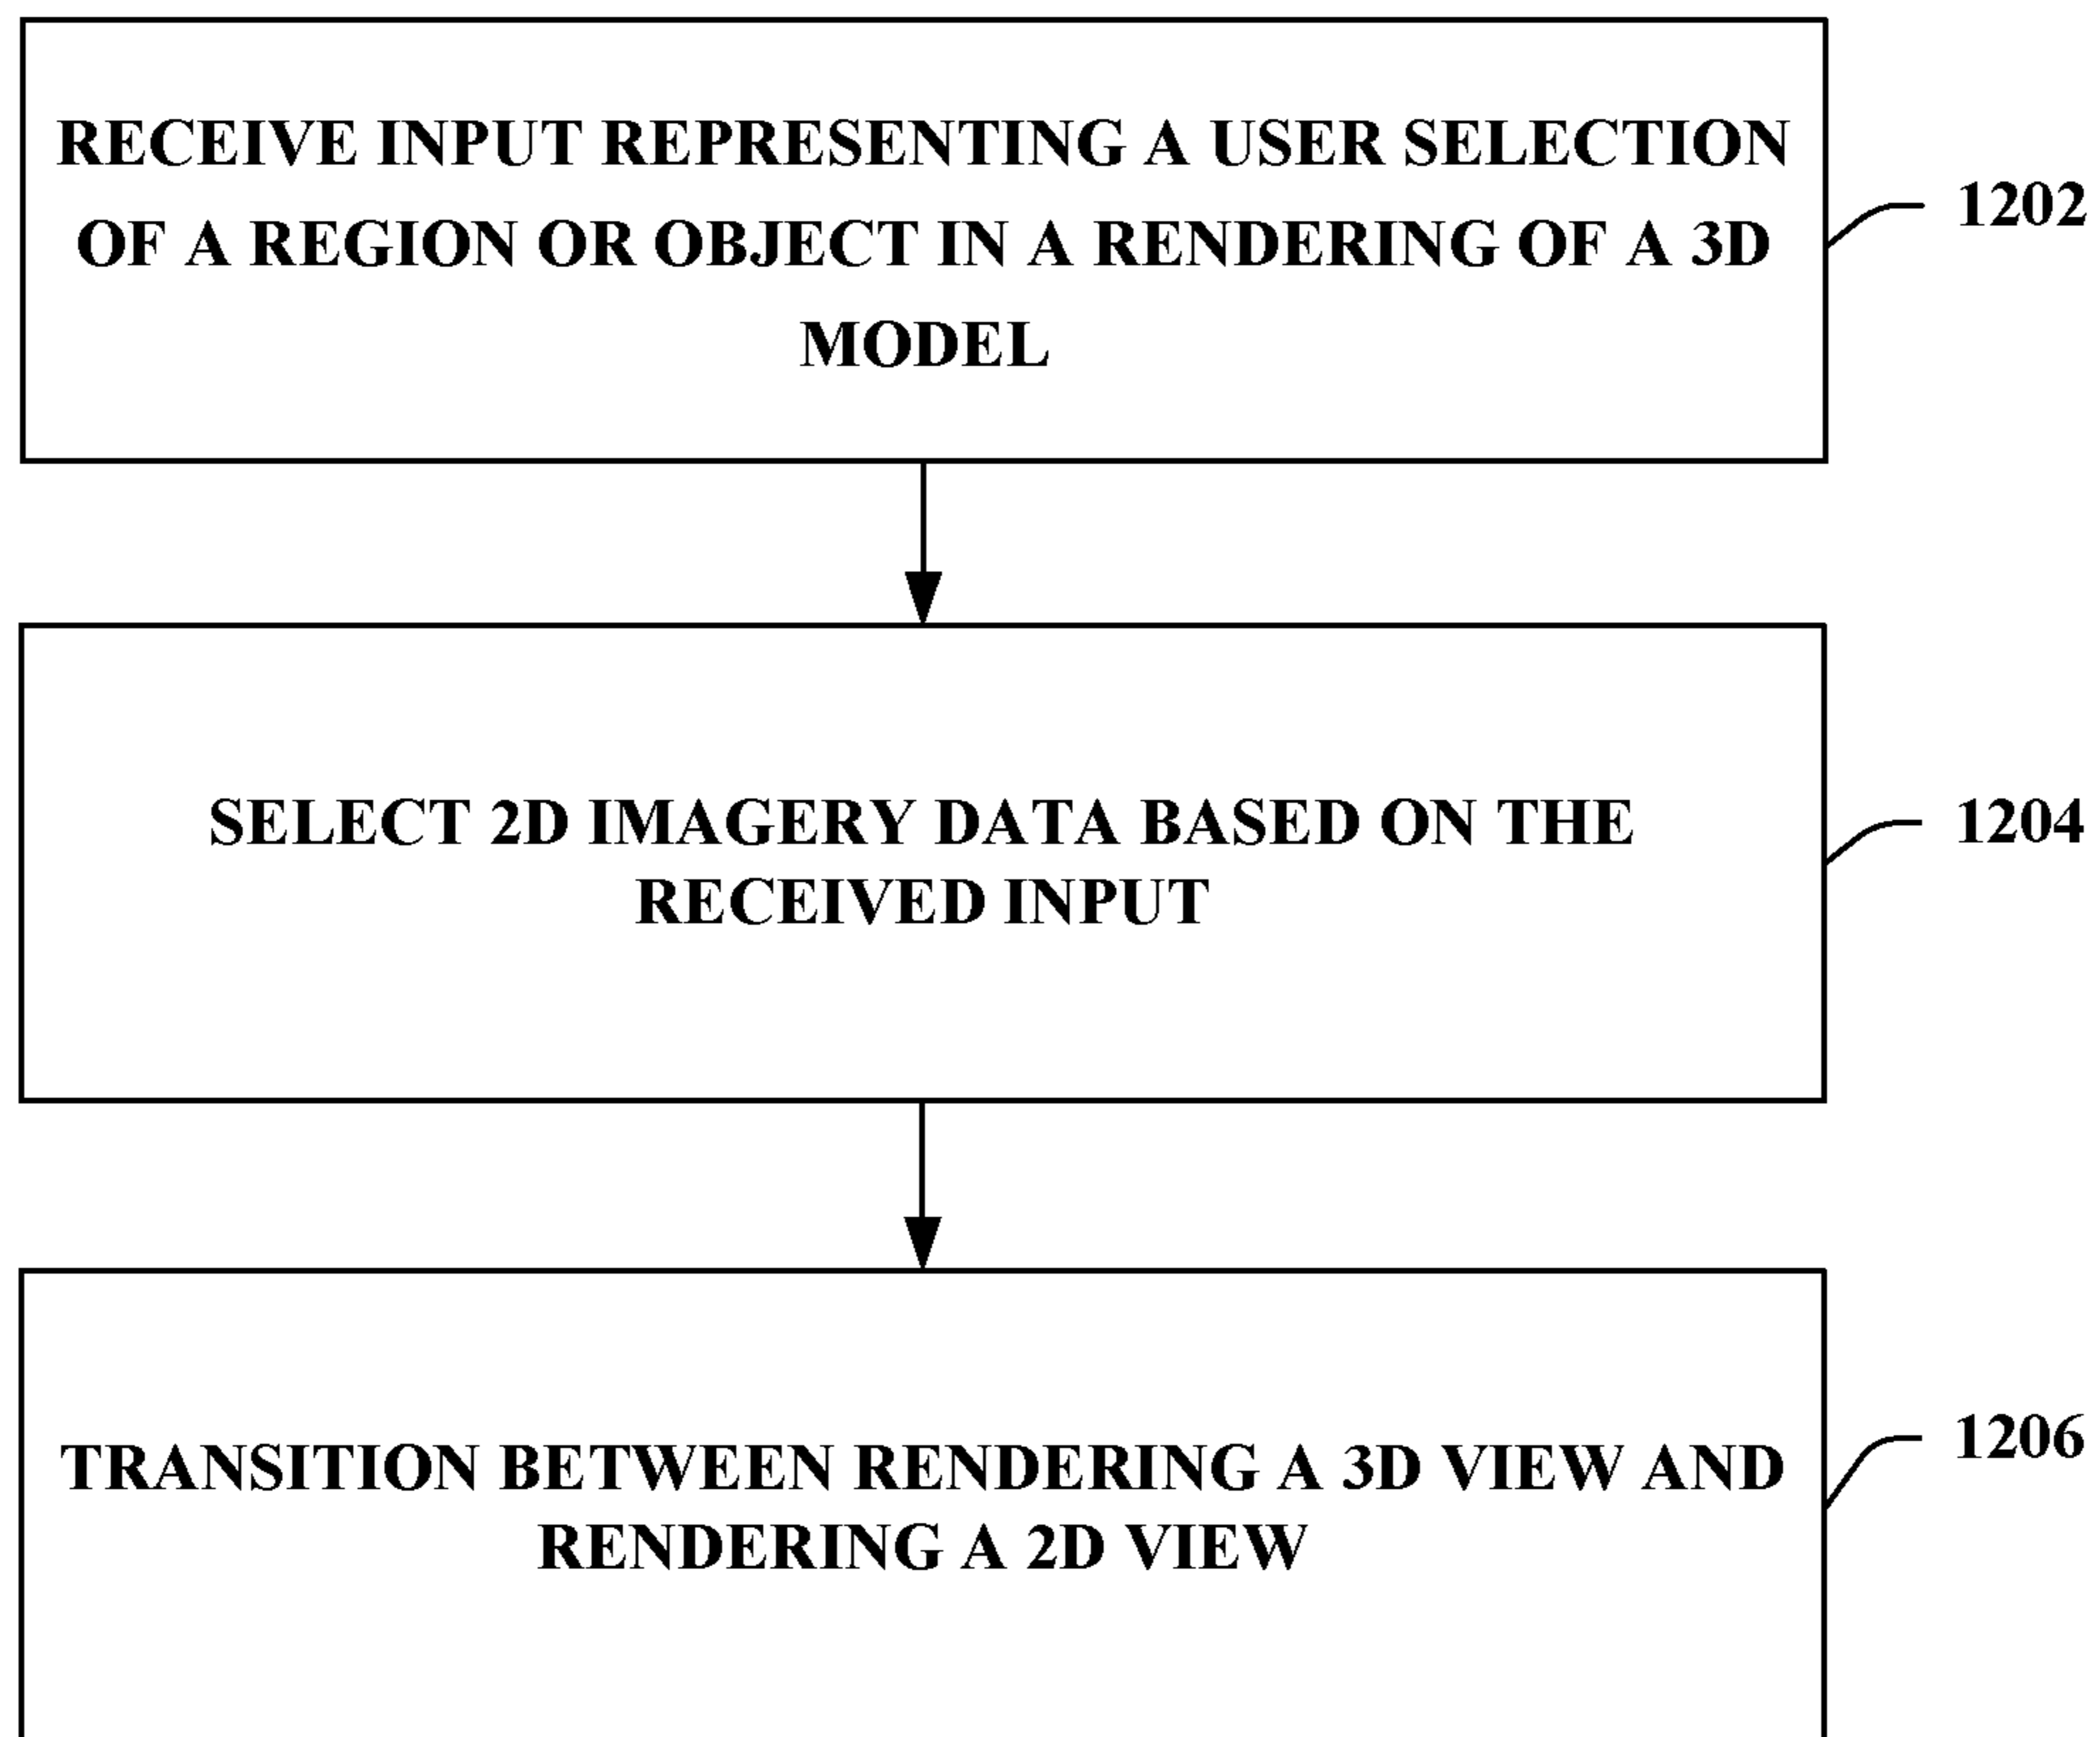 RECEIVE INPUT REPRESENTING A USER SELECTION
OF A REGION OR OBJECT IN A RENDERING OF A 3D
MODEL
1202
SELECT 2D IMAGERY DATA BASED ON THE
RECEIVED INPUT
1204
TRANSITION BETWEEN RENDERING A 3D VIEW AND
RENDERING A 2D VIEW
1206